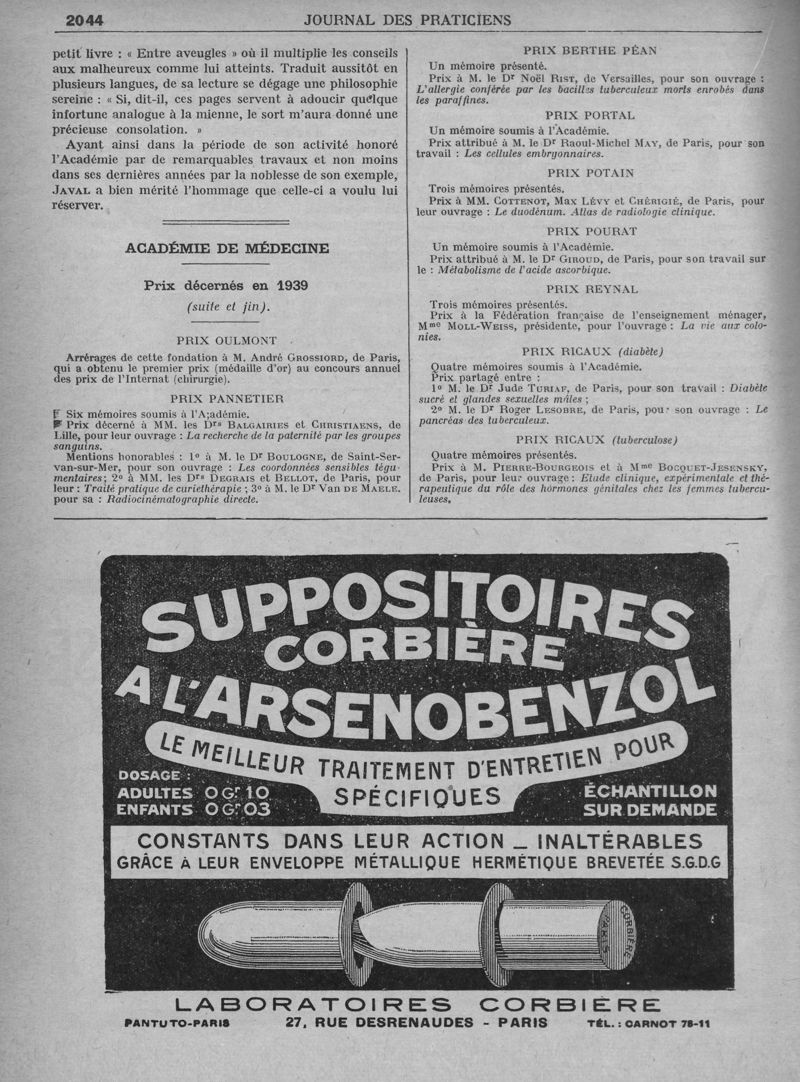 2044
JOURNAL DES PRATICIENS
petit livre : « Entre aveugles » où il multiplie les conseils
aux malheureux comme lui atteints. Traduit aussitôt en
plusieurs langues, de sa lecture se dégage une philosophie
sereine : « Si, dit-il, ces pages servent à adoucir quelque
infortune analogue à la mienne, le sort m'aura donné une
précieuse consolation. »
Ayant ainsi dans la période de son activité honoré
l'Académie par de remarquables travaux et non moins
dans ses dernières années par la noblesse de son exemple,
JAVAL a bien mérité l'hommage que celle-ci a voulu lui
réserver.
ACADÉMIE DE MÉDECINE
Prix décernés en 1939
(suite et fin).
PRIX OULMONT
Arrérages de cette fondation à M. André GROSSIORD, de Paris,
qui a obtenu le premier prix (médaille d'or) au concours annuel
des prix de l'Internat (chirurgie).
PRIX PANNETIER
Six mémoires soumis à l'Académie.
Prix décerné à MM. les Drs BALGAIRIES et CHRISTIAENS, de
Lille, pour leur ouvrage : La recherche de la paternité par les groupes
sanguins.
Mentions honorables : 1° à M. le Dr BOULOGNE, de Saint-Ser-
van-sur-Mer, pour son ouvrage : Les coordonnées sensibles tégu-
mentaires; 2° à MM. les Drs DEGRAIS et BELLOT, de Paris, pour
leur : Traité pratique de curiethérapie ; 3° à M. le Dr Van DE MAELE.
pour sa : Radiocinématographie directe.
PRIX BERTHE PÉAN
Un mémoire présenté.
Prix à M. le Dr Noël RIST, de Versailles, pour son ouvrage :
L'allergie conférée par les bacilles tuberculeux morts enrobés dans
les paraffines.
PRIX PORTAL
Un mémoire soumis à l'Académie.
Prix attribué à M. le Dr Raoul-Michel MAY, de Paris, pour son
travail : Les cellules embryonnaires.
PRIX POTAIN
Trois mémoires présentés.
Prix à MM. COTTENOT, MAX LÉVY et CHÉRIGIÉ, de Paris, pour
leur ouvrage : Le duodénum. Atlas de radiologie clinique.
PRIX POURAT
Un mémoire soumis à l'Académie.
Prix attribué à M. le Dr GIROUD, de Paris, pour son travail sur
le : Métabolisme de l'acide ascorbique.
PRIX REYNAL
Trois mémoires présentés.
Prix à la Fédération française de l'enseignement ménager,
Mme MOLL-WEISS, présidente, pour l'ouvrage : La vie aux colo-
nies.
PRIX RICAUX (diabète)
Quatre mémoires soumis à l'Académie.
Prix partagé entre :
1° M. le Dr Jude TURIAF, de Paris, pour son travail : Diabète
sucré et glandes sexuelles mâles ;
2° M. le Dr Roger LESOBRE, de Paris, pour son ouvrage : Le
pancréas des tuberculeux.
PRIX RICAUX (tuberculose)
Quatre mémoires présentés.
Prix à M. PIERRE-BOURGEOIS et à Mme BOCQUET-JESENSKY,
de Paris, pour leur ouvrage : Etude clinique, expérimentale et thé-
rapeutique du rôle des hormones génitales chez les femmes tubercu-
leuses.
SUPPOSITOIRES
CORBIÈRE
A L'ARSENOBENZOL
LE MEILLEUR TRAITEMENT D'ENTRETIEN POUR
SPÉCIFIQUES
DOSAGE :
ADULTES 0 Gr 10
ENFANTS 0 Gr 03
ÉCHANTILLON
SUR DEMANDE
CONSTANTS DANS LEUR ACTION _ INALTÉRABLES
GRÂCE A LEUR ENVELOPPE MÉTALLIQUE HERMÉTIQUE BREVETÉE S.G.D.G
CORBIÈRE
PARIS
LABORATOIRES CORBIÈRE
PANTUTO-PARIS
27, RUE DESRENAUDES - PARIS
TÉL. : CARNOT 78-11